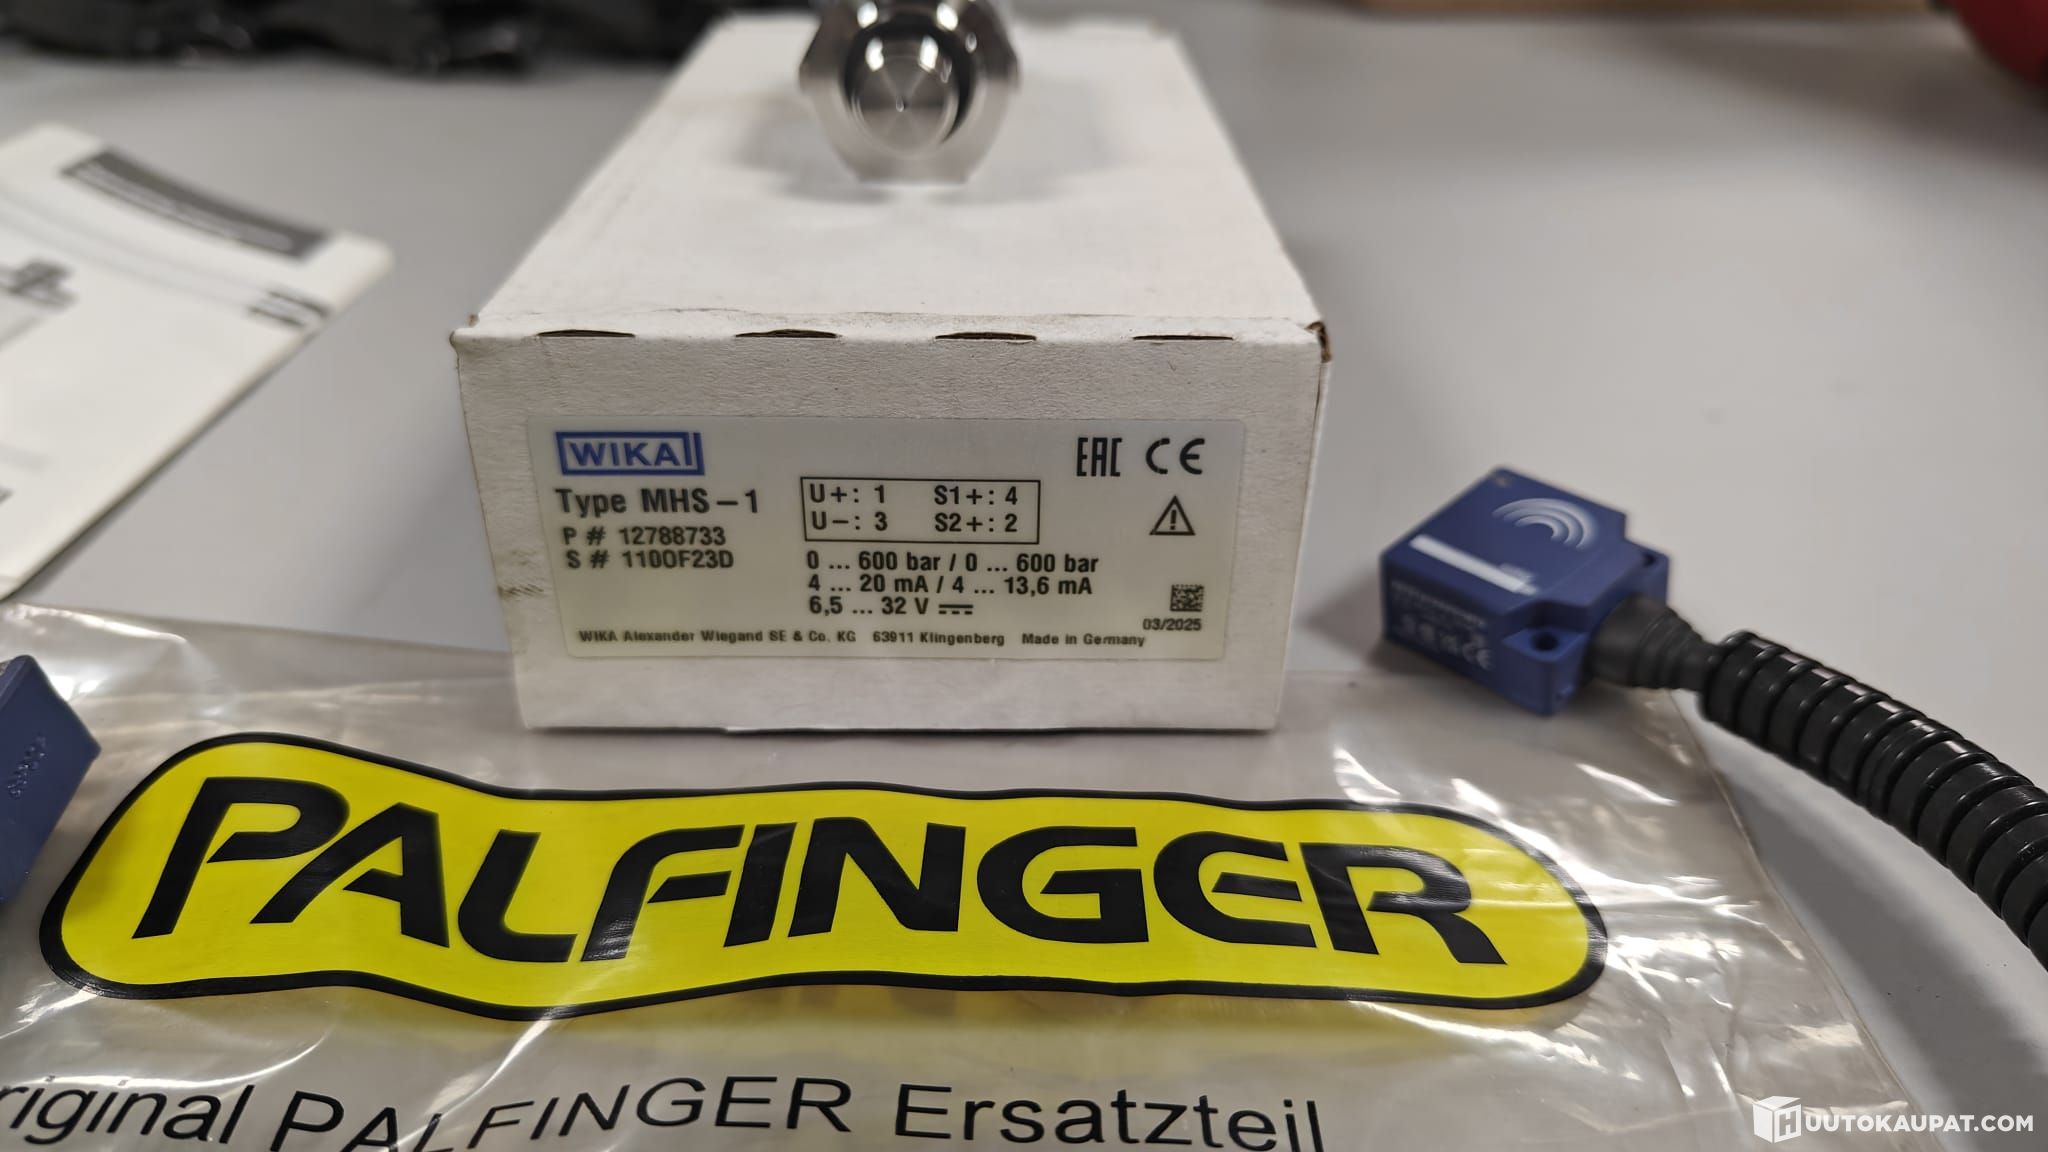 WIKA
Type MHS-1
P # 12788733
S # 1100F23D
U+: 1 S1+: 4
U-: 3 S2+: 2
0 ... 600 bar / 0 ... 600 bar
4 ... 20 mA / 4 ... 13,6 mA
6,5 ... 32 V
EAC CE
03/2025
WIKA Alexander Wiegand SE & Co. KG 63911 Klingenberg Made in Germany
CE
PALFINGER
riginal PALFINGER Ersatzteil
HUUTOKAUPAT.COM